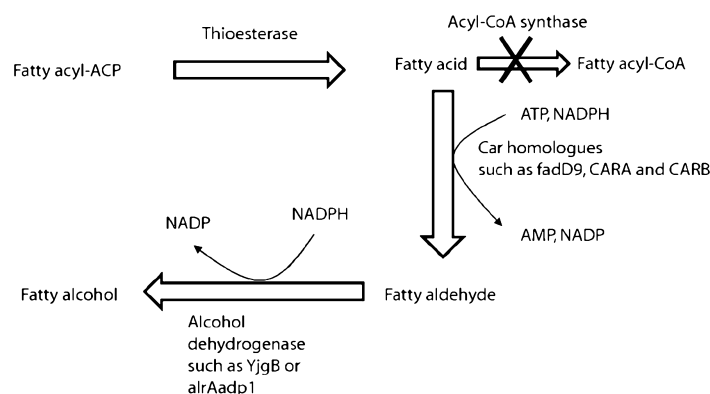 Acyl-CoA synthase
Thioesterase
Fatty acyl-ACP
Fatty acid
Fatty acyl-CoA
ATP, NADPH
Car homologues
such as fadD9, CARA and CARB
AMP, NADP
NADP
NADPH
Fatty alcohol
Fatty aldehyde
Alcohol
dehydrogenase
such as YjgB or
alrAadp1